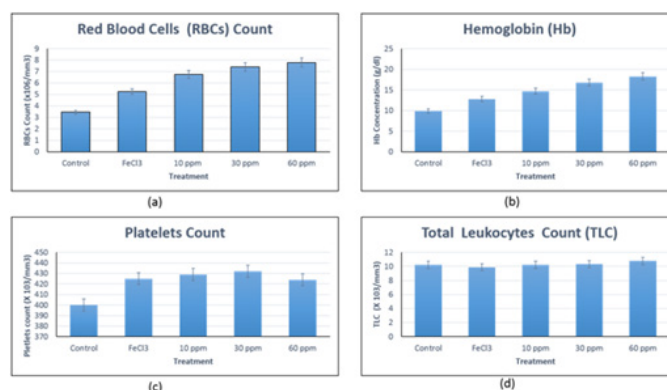 Red Blood Cells (RBCs) Count
9
8
7
6
5
4
3
2
1
0
RBCs Count (x106/mm3)
Control FeCl3 10 ppm 30 ppm 60 ppm
Treatment
(a)
Hemoglobin (Hb)
25
20
15
10
5
0
Hb Concentration (g/dl)
Control FeCl3 10 ppm 30 ppm 60 ppm
Treatment
(b)
Platelets Count
450
440
430
420
410
400
390
380
370
Pletlets count (X 103/mm3)
Control FeCl3 10 ppm 30 ppm 60 ppm
Treatment
(c)
Total Leukocytes Count (TLC)
12
10
8
6
4
2
0
TLC (X 103/mm3)
Control FeCl3 10 ppm 30 ppm 60 ppm
Treatment
(d)